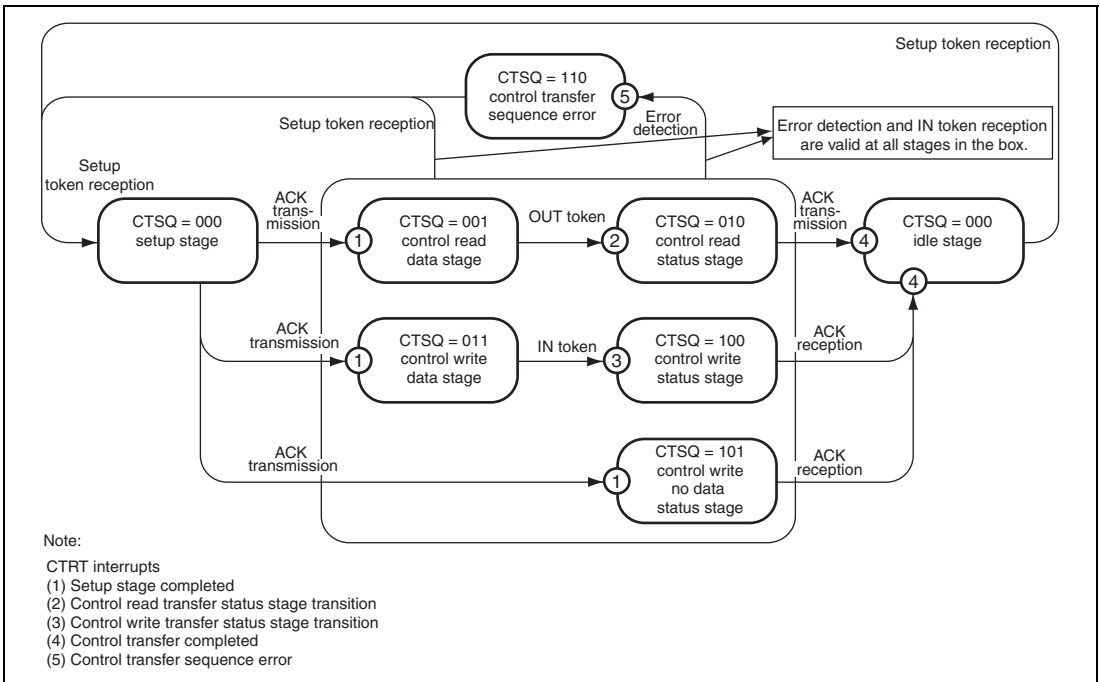 Setup token reception
CTSQ = 110
control transfer
sequence error
5
Setup token reception
Error
detection
Error detection and IN token reception
are valid at all stages in the box.
Setup
token reception
CTSQ = 000
setup stage
ACK
trans-
mission
1
CTSQ = 001
control read
data stage
OUT token
2
CTSQ = 010
control read
status stage
ACK
trans-
mission
4
CTSQ = 000
idle stage
4
ACK
transmission
1
CTSQ = 011
control write
data stage
IN token
3
CTSQ = 100
control write
status stage
ACK
reception
ACK
transmission
1
CTSQ = 101
control write
no data
status stage
ACK
reception
Note:
CTRT interrupts
(1) Setup stage completed
(2) Control read transfer status stage transition
(3) Control write transfer status stage transition
(4) Control transfer completed
(5) Control transfer sequence error